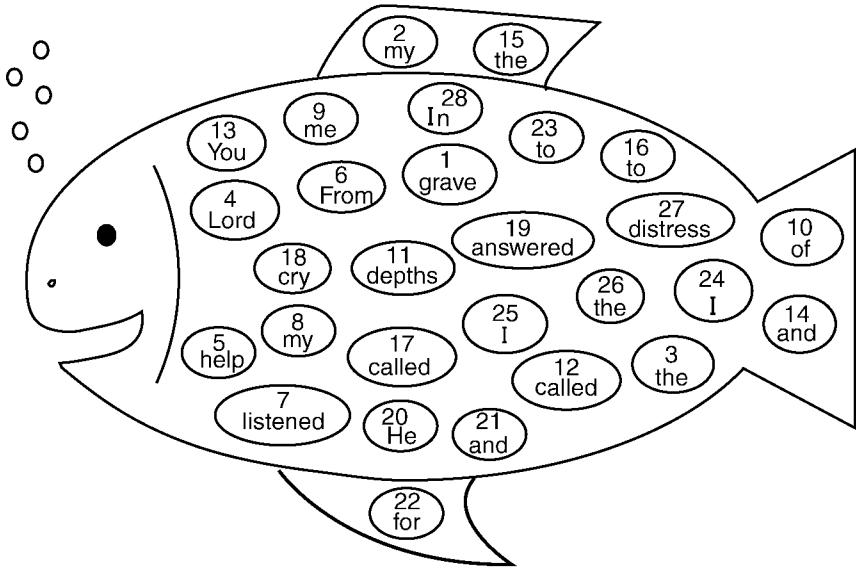 2
my
15
the
9
me
28
In
13
You
23
to
16
to
1
grave
6
From
4
Lord
27
distress
19
answered
10
of
18
cry
11
depths
26
the
24
I
25
I
14
and
8
my
5
help
17
called
3
the
12
called
7
listened
20
He
21
and
22
for